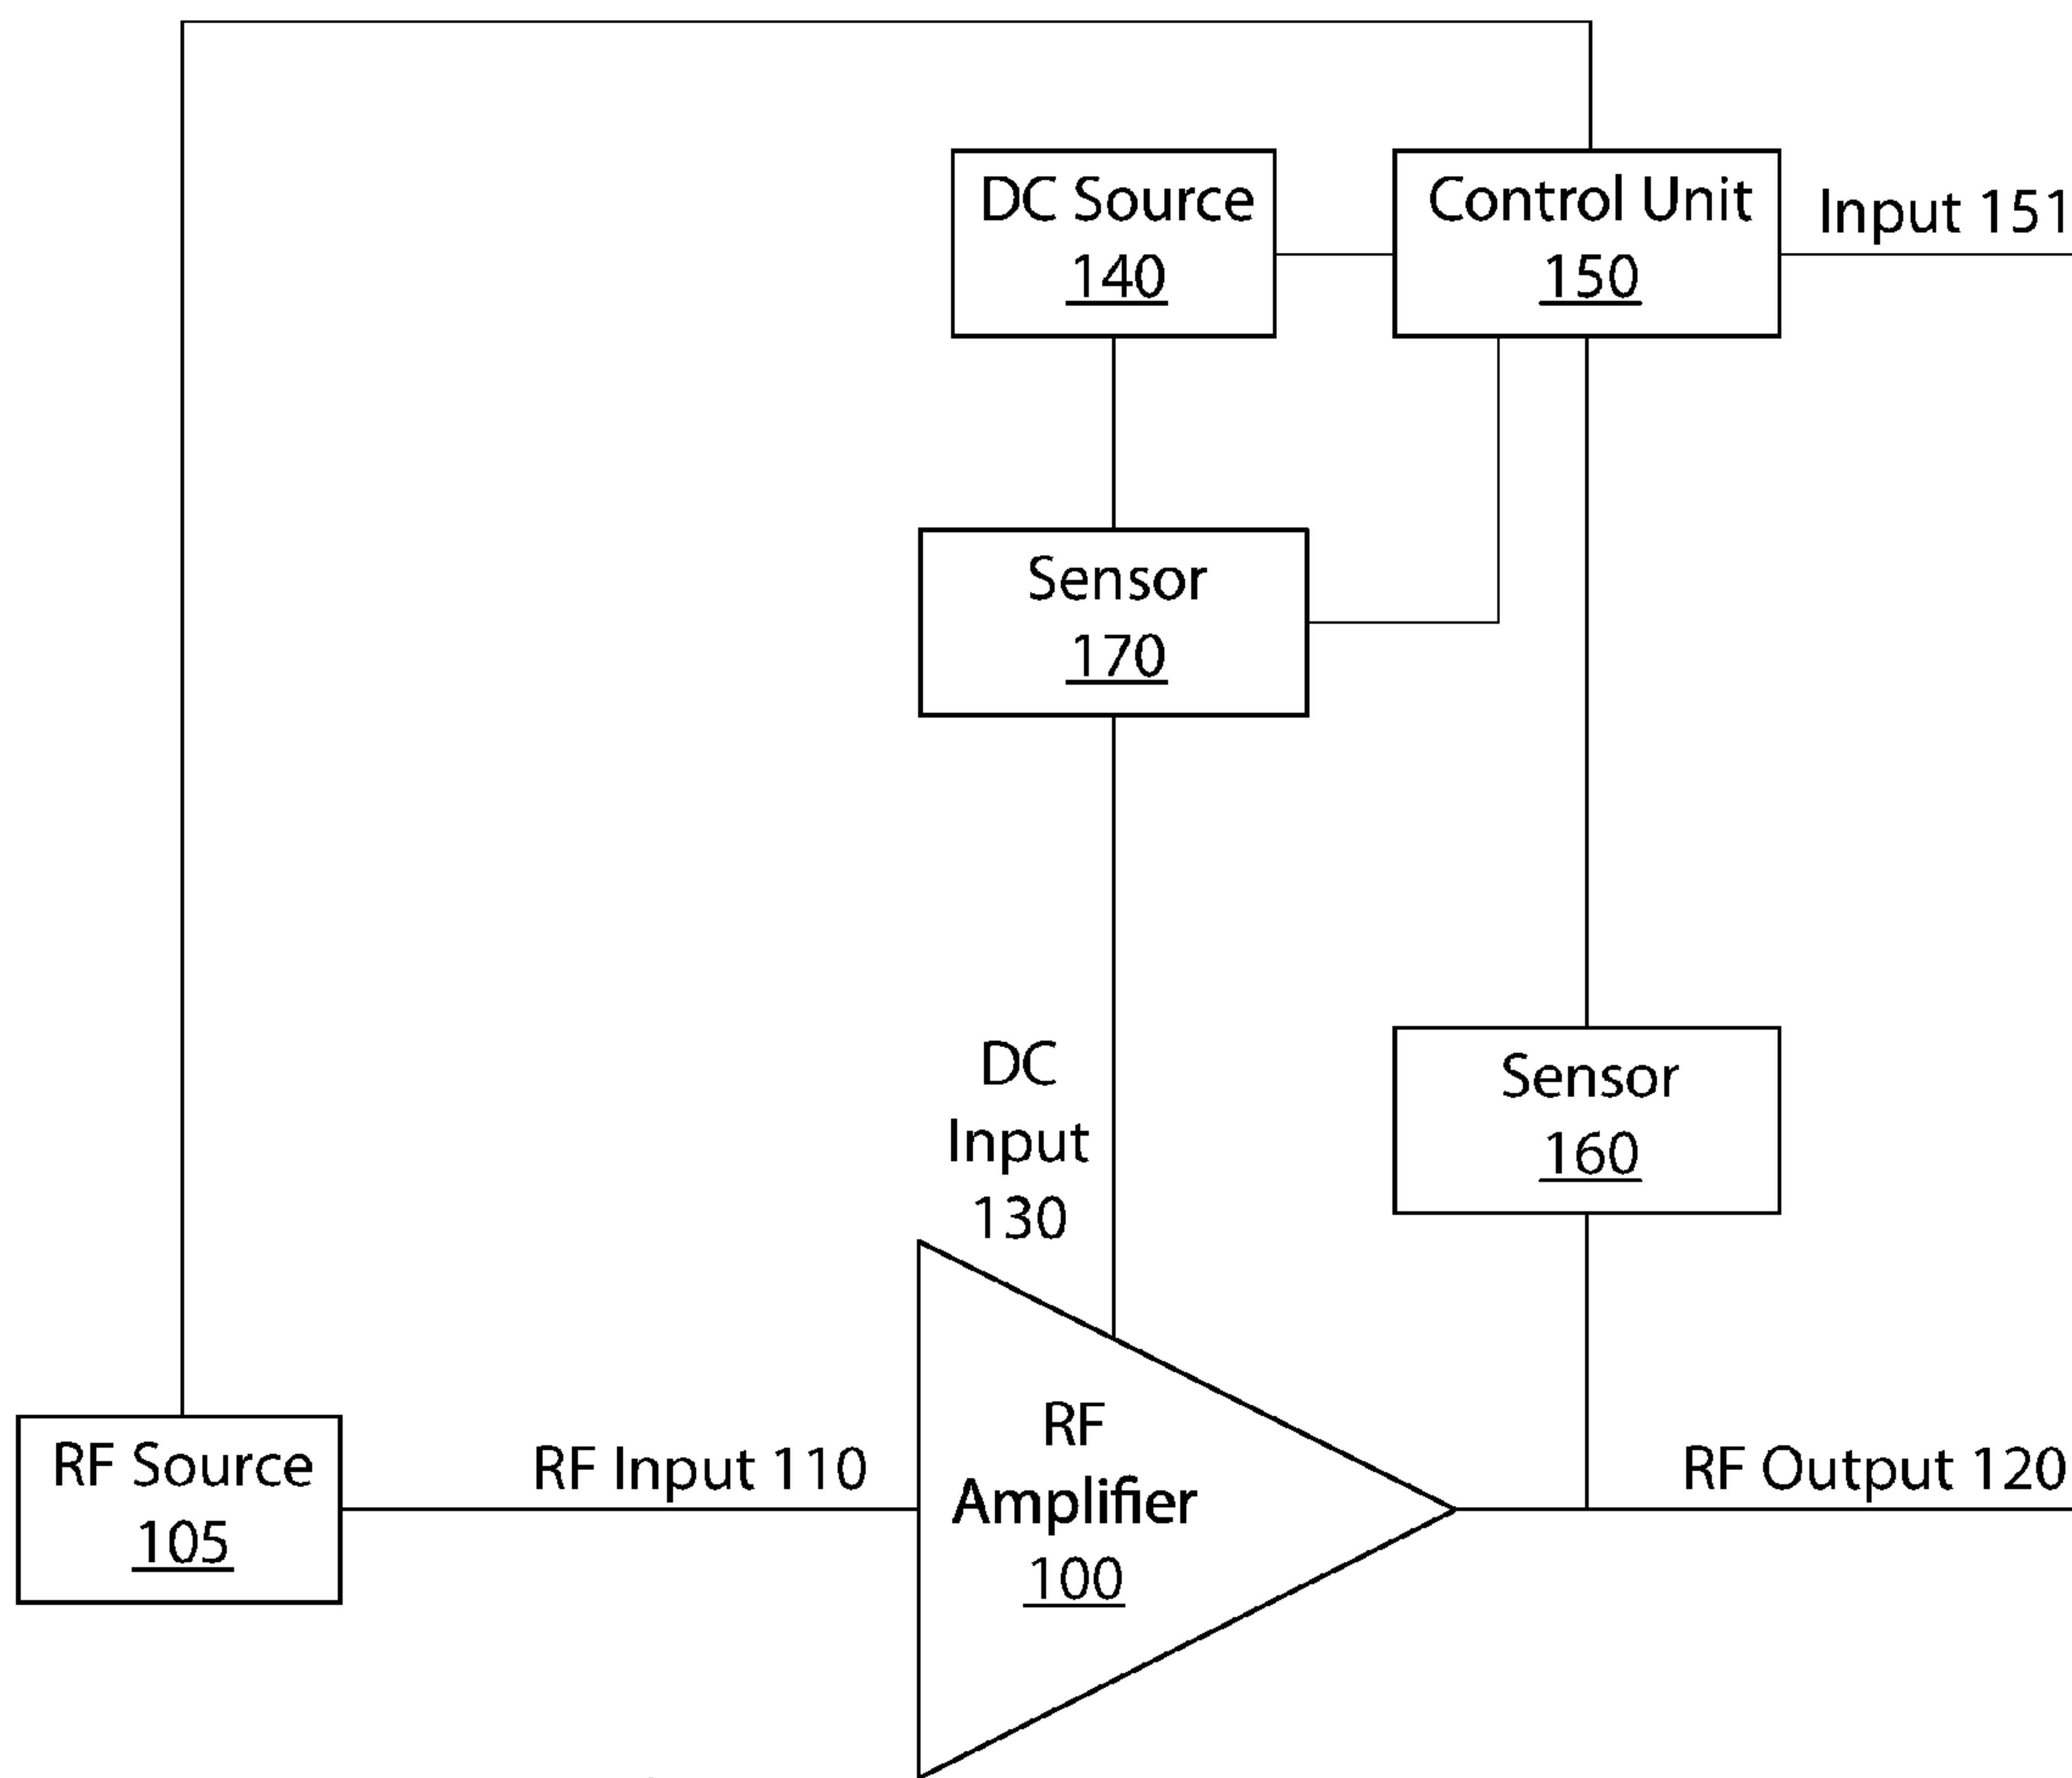 DC Source
140
Control Unit
150
Input 151
Sensor
170
DC
Input
130
Sensor
160
RF Source
105
RF Input 110
RF
Amplifier
100
RF Output 120